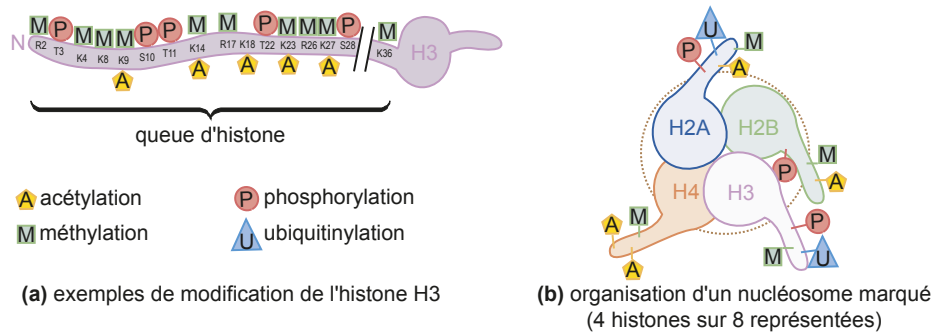 M P M M M P P M M P M M M P M
N R2 T3 K4 K8 K9 S10 T11 K14 R17 K18 T22 K23 R26 K27 S28 K36 H3
A A A A A
queue d'histone
A acétylation
P phosphorylation
M méthylation
U ubiquitinylation
(a) exemples de modification de l'histone H3
U
P M
A
H2A H2B
M
P
A
H4 H3
A M
P
A
M U
(b) organisation d'un nucléosome marqué
(4 histones sur 8 représentées)